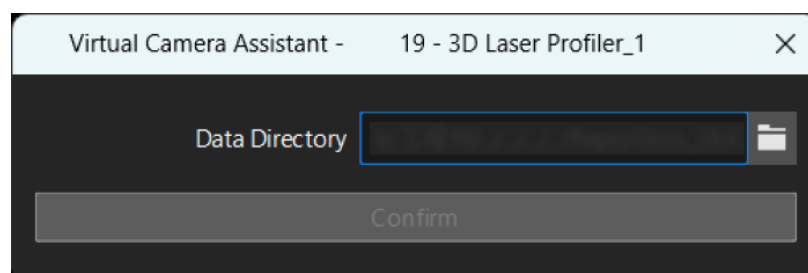 Virtual Camera Assistant - 19 - 3D Laser Profiler_1
Data Directory
Confirm